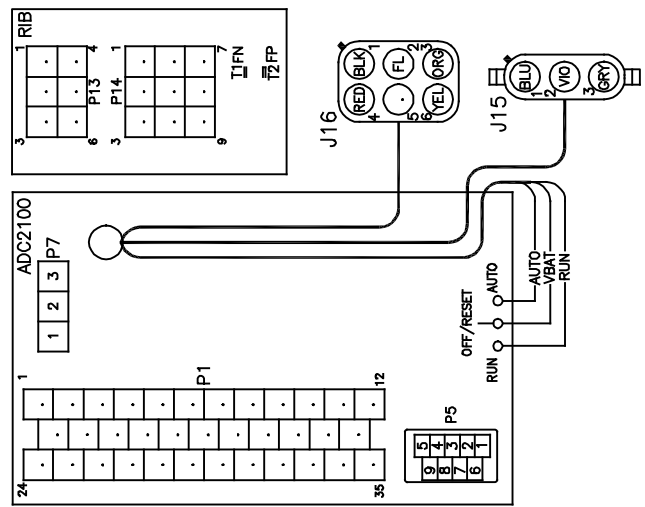 RIB
1 4 1 7
P13 P14
3 6 3 9
T1FN
T2FP
BLK FL ORG
1 2 3
RED YEL
4 5 6
J16
BLU VIO GRY
1 2 3
J15
ADC2100
P7
1 2 3
AUTO
VBAT
RUN
AUTO
OFF/RESET
RUN
P1
1 12
24 35
P5
5 4 3 2 1
9 8 7 6